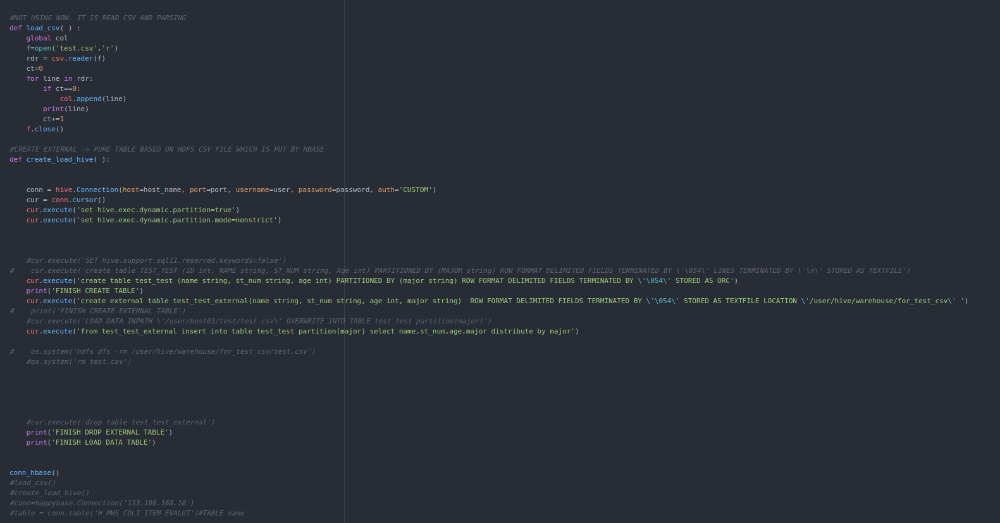 #NOT USING NOW. IT IS READ CSV AND PARSING
def load_csv( ) :
    global col
    f=open('test.csv','r')
    rdr = csv.reader(f)
    ct=0
    for line in rdr:
        if ct==0:
            col.append(line)
        print(line)
        ct+=1
    f.close()
#CREATE EXTERNAL -> PURE TABLE BASED ON HDFS CSV FILE WHICH IS PUT BY HBASE
def create_load_hive( ):
    conn = hive.Connection(host=host_name, port=port, username=user, password=password, auth='CUSTOM')
    cur = conn.cursor()
    cur.execute('set hive.exec.dynamic.partition=true')
    cur.execute('set hive.exec.dynamic.partition.mode=nonstrict')
    #cur.execute('SET hive.support.sql11.reserved.keywords=false')
#    cur.execute('create table TEST_TEST (ID int, NAME string, ST_NUM string, Age int) PARTITIONED BY (MAJOR string) ROW FORMAT DELIMITED FIELDS TERMINATED BY \'\054\' LINES TERMINATED BY \'\n\' STORED AS TEXTFILE')
    cur.execute('create table test_test (name string, st_num string, age int) PARTITIONED BY (major string) ROW FORMAT DELIMITED FIELDS TERMINATED BY \'\054\' STORED AS ORC')
    print('FINISH CREATE TABLE')
    cur.execute('create external table test_test_external(name string, st_num string, age int, major string)  ROW FORMAT DELIMITED FIELDS TERMINATED BY \'\054\' STORED AS TEXTFILE LOCATION \'/user/hive/warehouse/for_test_csv\' ')
#    print('FINISH CREATE EXTERNAL TABLE')
    #cur.execute('LOAD DATA INPATH \'/user/host01/test/test.csv\' OVERWRITE INTO TABLE test_test partition(major)')
    cur.execute('from test_test_external insert into table test_test partition(major) select name,st_num,age,major distribute by major')
#    os.system('hdfs dfs -rm /user/hive/warehouse/for_test_csv/test.csv')
    #os.system('rm test.csv')
    #cur.execute('drop table test_test_external')
    print('FINISH DROP EXTERNAL TABLE')
    print('FINISH LOAD DATA TABLE')
conn_hbase()
#load_csv()
#create_load_hive()
#conn=happybase.Connection('133.186.168.10')
#table = conn.table('H_MWS_COLT_ITEM_EVALUT')#TABLE name